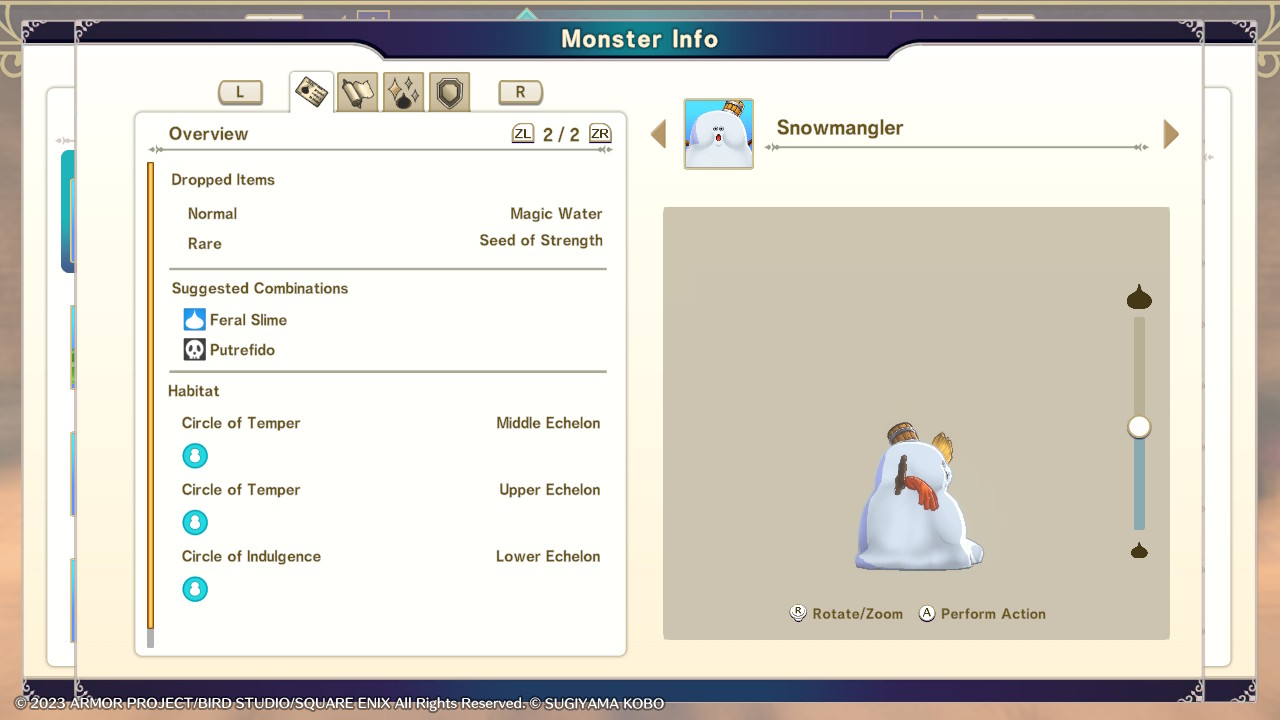 Monster Info
L
R
Overview
ZL 2 / 2 ZR
Snowmangler
Dropped Items
Normal Magic Water
Rare Seed of Strength
Suggested Combinations
Feral Slime
Putrefido
Habitat
Circle of Temper Middle Echelon
Circle of Temper Upper Echelon
Circle of Indulgence Lower Echelon
R Rotate/Zoom A Perform Action
© 2023 ARMOR PROJECT/BIRD STUDIO/SQUARE ENIX All Rights Reserved. © SUGIYAMA KOBO